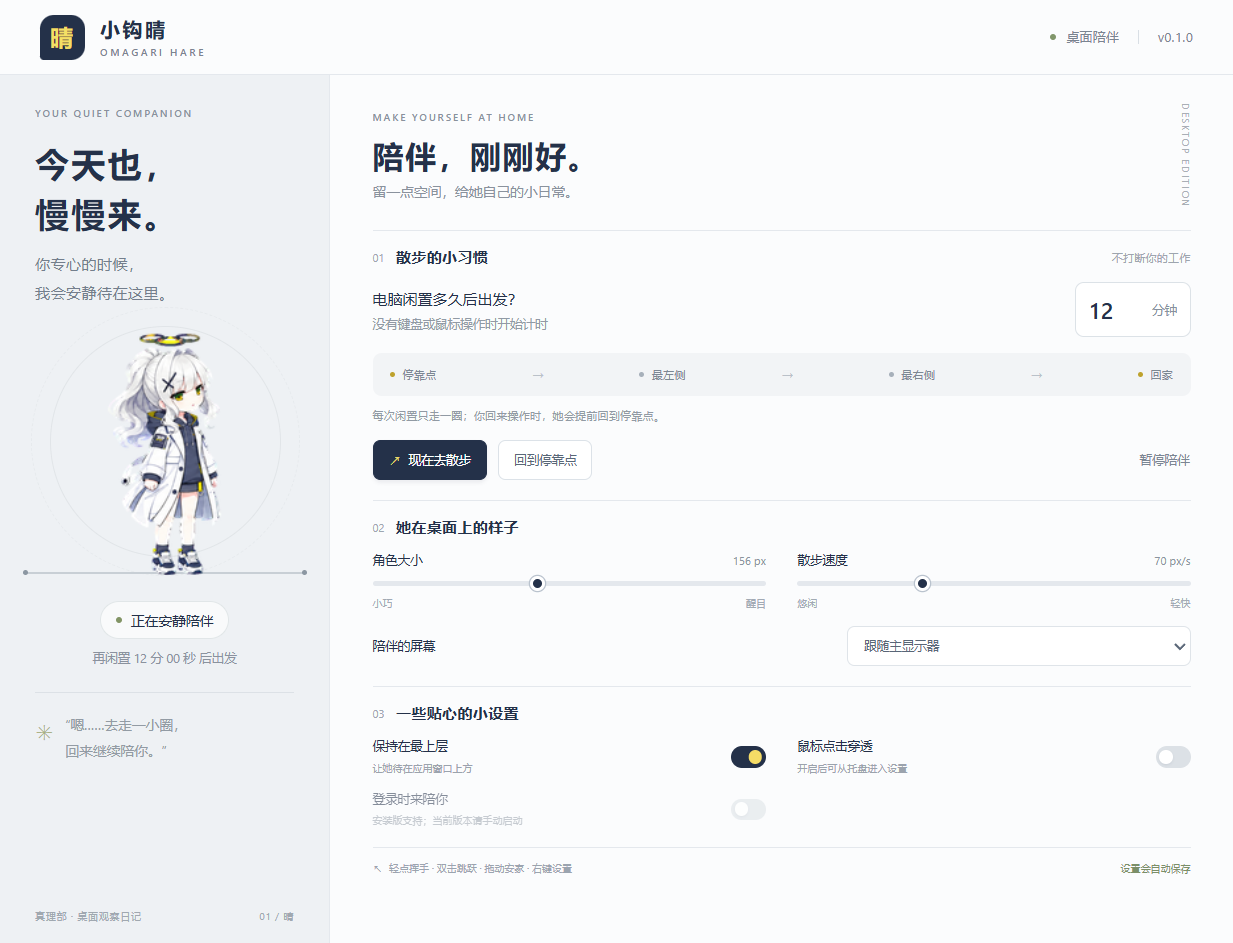 晴
小钩晴
OMAGARI HARE
桌面陪伴
v0.1.0
YOUR QUIET COMPANION
今天也，
慢慢来。
你专心的时候，
我会安静待在这里。
正在安静陪伴
再闲置 12 分 00 秒 后出发
“嗯……去走一小圈，
回来继续陪你。”
真理部 · 桌面观察日记
01 / 晴
MAKE YOURSELF AT HOME
陪伴，刚刚好。
留一点空间，给她自己的小日常。
DESKTOP EDITION
01 散步的小习惯
不打断你的工作
电脑闲置多久后出发？
没有键盘或鼠标操作时开始计时
12 分钟
停靠点 → 最左侧 → 最右侧 → 回家
每次闲置只走一圈；你回来操作时，她会提前回到停靠点。
↗ 现在去散步
回到停靠点
暂停陪伴
02 她在桌面上的样子
角色大小
156 px
小巧
醒目
散步速度
70 px/s
悠闲
轻快
陪伴的屏幕
跟随主显示器
03 一些贴心的小设置
保持在最上层
让她待在应用窗口上方
鼠标点击穿透
开启后可从托盘进入设置
登录时来陪你
安装版支持；当前版本请手动启动
↖ 轻点挥手 · 双击跳跃 · 拖动安家 · 右键设置
设置会自动保存